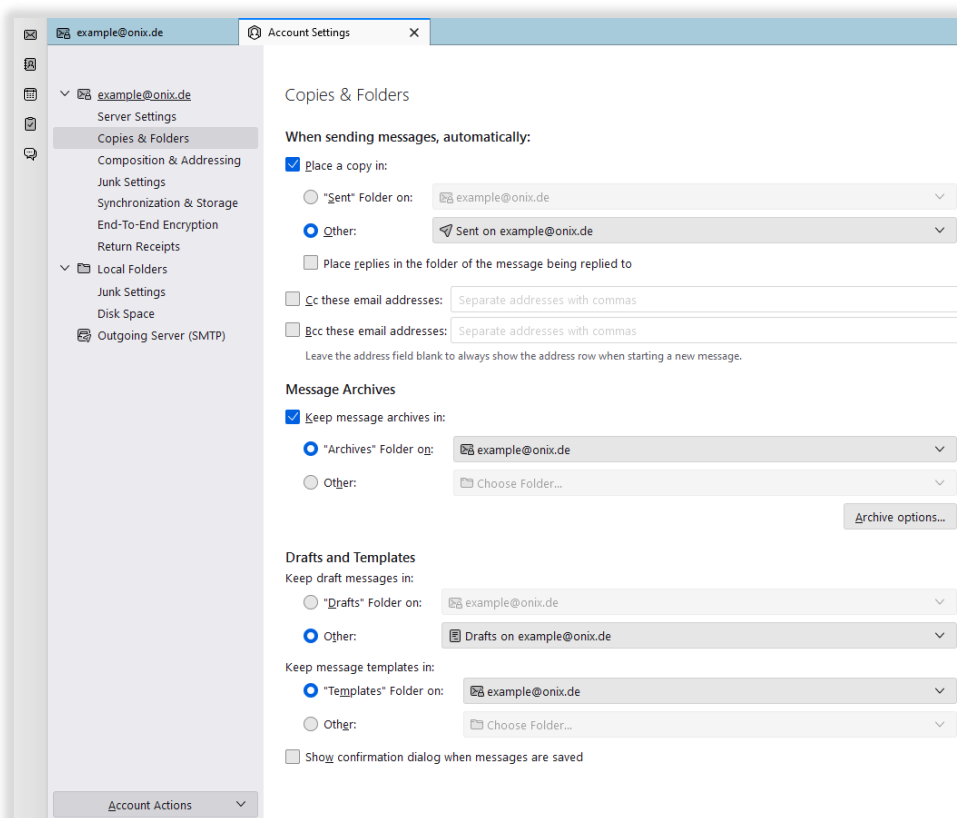 example@onix.de
Account Settings
example@onix.de
Server Settings
Copies & Folders
Composition & Addressing
Junk Settings
Synchronization & Storage
End-To-End Encryption
Return Receipts
Local Folders
Junk Settings
Disk Space
Outgoing Server (SMTP)
Account Actions
Copies & Folders
When sending messages, automatically:
Place a copy in:
"Sent" Folder on: example@onix.de
Other: Sent on example@onix.de
Place replies in the folder of the message being replied to
Cc these email addresses: Separate addresses with commas
Bcc these email addresses: Separate addresses with commas
Leave the address field blank to always show the address row when starting a new message.
Message Archives
Keep message archives in:
"Archives" Folder on: example@onix.de
Other: Choose Folder...
Archive options...
Drafts and Templates
Keep draft messages in:
"Drafts" Folder on: example@onix.de
Other: Drafts on example@onix.de
Keep message templates in:
"Templates" Folder on: example@onix.de
Other: Choose Folder...
Show confirmation dialog when messages are saved